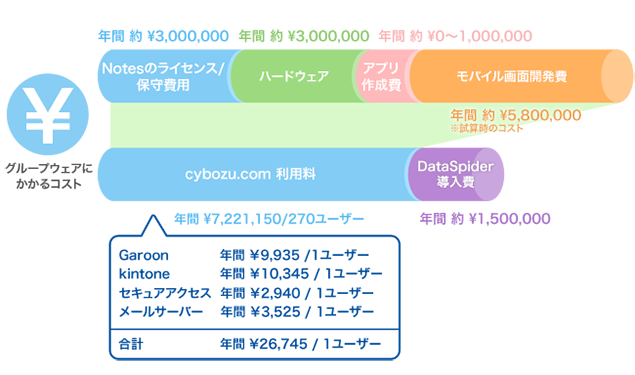 年間 約 ¥3,000,000
年間 約 ¥3,000,000
年間 約 ¥0〜1,000,000
Notesのライセンス/
保守費用
ハードウェア
アプリ
作成費
モバイル画面開発費
年間 約 ¥5,800,000
※試算時のコスト
¥
グループウェアに
かかるコスト
cybozu.com 利用料
DataSpider
導入費
年間 ¥7,221,150/270ユーザー
年間 約 ¥1,500,000
Garoon 年間 ¥9,935 /1ユーザー
kintone 年間 ¥10,345 / 1ユーザー
セキュアアクセス 年間 ¥2,940 / 1ユーザー
メールサーバー 年間 ¥3,525 / 1ユーザー
合計 年間 ¥26,745 / 1ユーザー